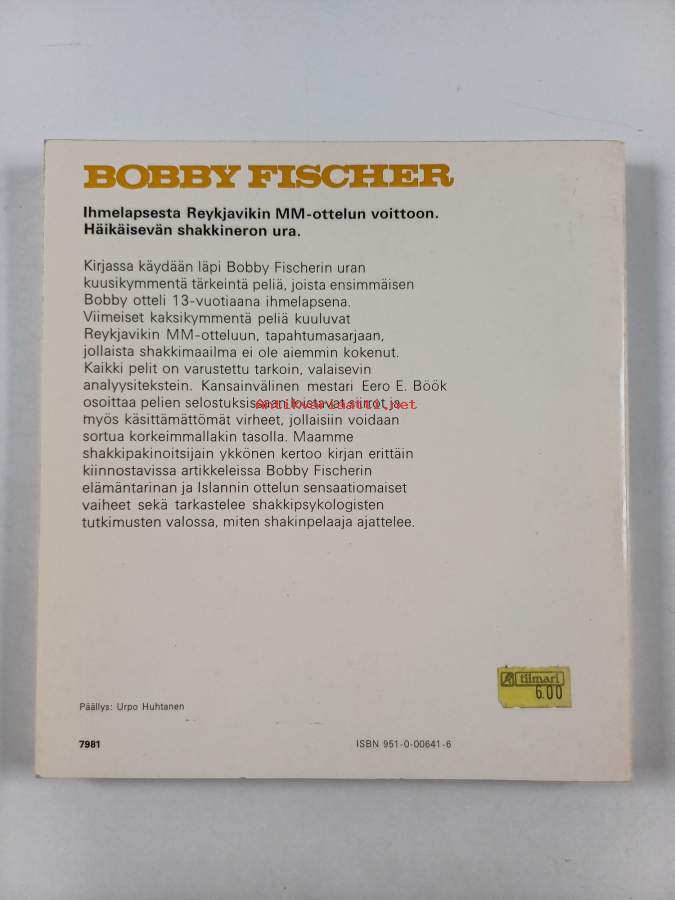 BOBBY FISCHER
Ihmelapsesta Reykjavikin MM-ottelun voittoon.
Häikäisevän shakkineron ura.
Kirjassa käydään läpi Bobby Fischerin uran
kuusikymmentä tärkeintä peliä, joista ensimmäisen
Bobby otteli 13-vuotiaana ihmelapsena.
Viimeiset kaksikymmentä peliä kuuluvat
Reykjavikin MM-otteluun, tapahtumasarjaan,
jollaista shakkimaailma ei ole aiemmin kokenut.
Kaikki pelit on varustettu tarkoin, valaisevin
analyysitekstein. Kansainvälinen mestari Eero E. Böök
osoittaa pelien selostuksissaan loistavat siirrot ja
antikvariaatti.net
myös käsittämättömät virheet, jollaisiin voidaan
sortua korkeimmallakin tasolla. Maamme
shakkipakinoitsijain ykkönen kertoo kirjan erittäin
kiinnostavissa artikkeleissa Bobby Fischerin
elämäntarinan ja Islannin ottelun sensaatiomaiset
vaiheet sekä tarkastelee shakkipsykologisten
tutkimusten valossa, miten shakinpelaaja ajattelee.
tilmari
6.00
Päällys: Urpo Huhtanen
7981
ISBN 951-0-00641-6